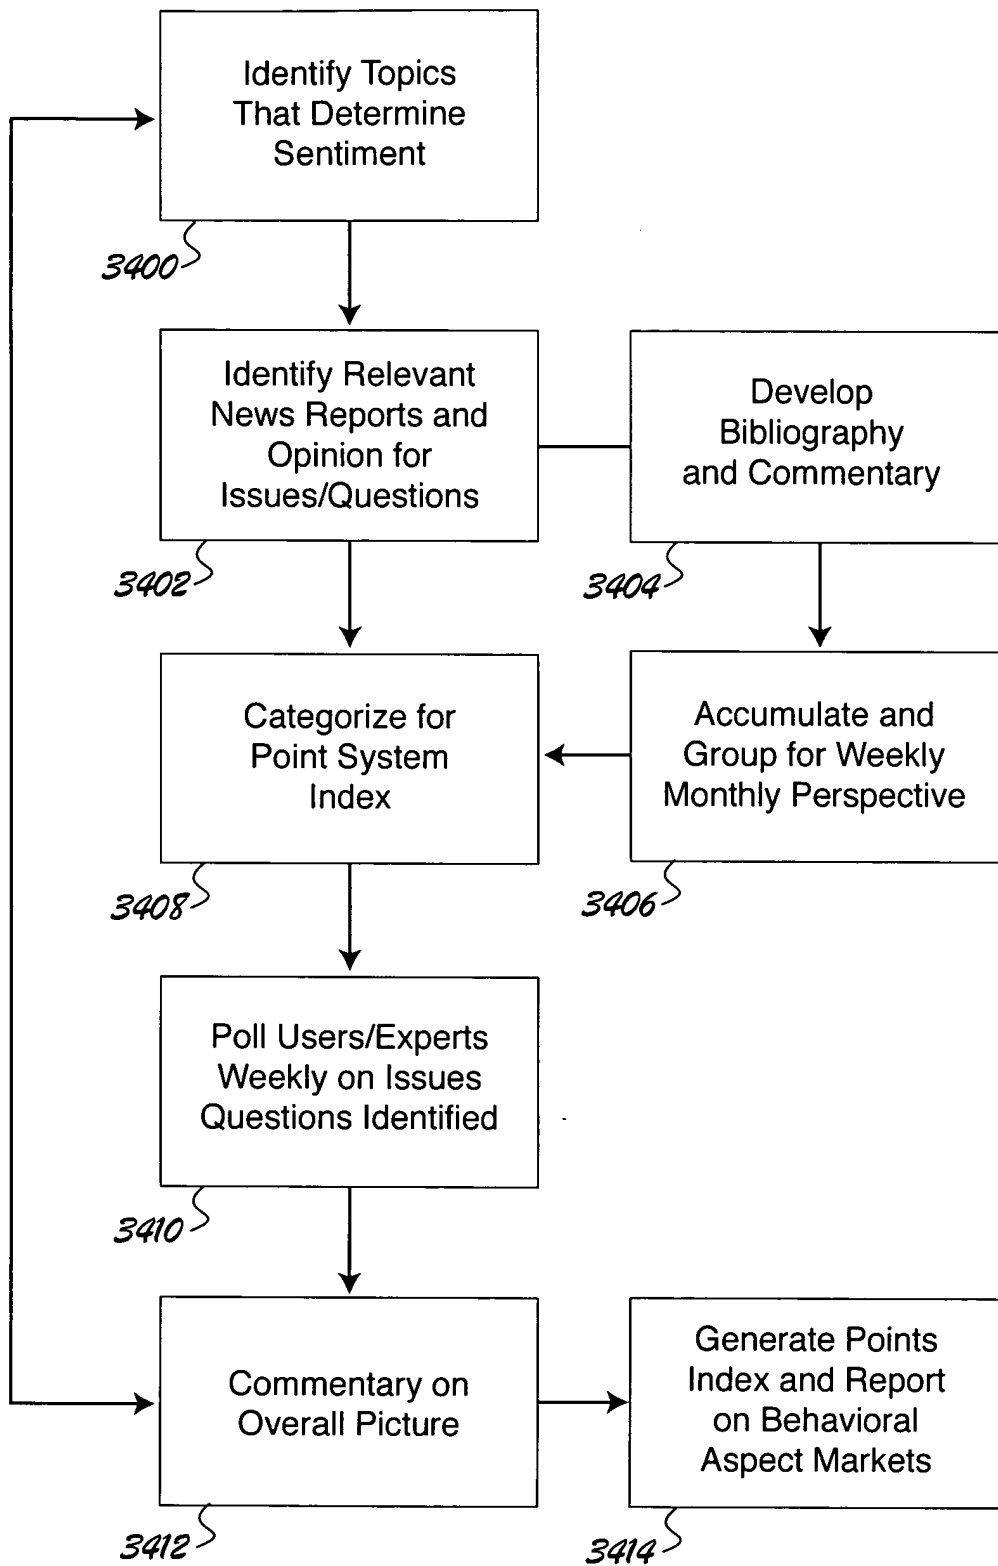 Identify Topics
That Determine
Sentiment
3400
Identify Relevant
News Reports and
Opinion for
Issues/Questions
3402
Develop
Bibliography
and Commentary
3404
Categorize for
Point System
Index
3408
Accumulate and
Group for Weekly
Monthly Perspective
3406
Poll Users/Experts
Weekly on Issues
Questions Identified
3410
Commentary on
Overall Picture
3412
Generate Points
Index and Report
on Behavioral
Aspect Markets
3414